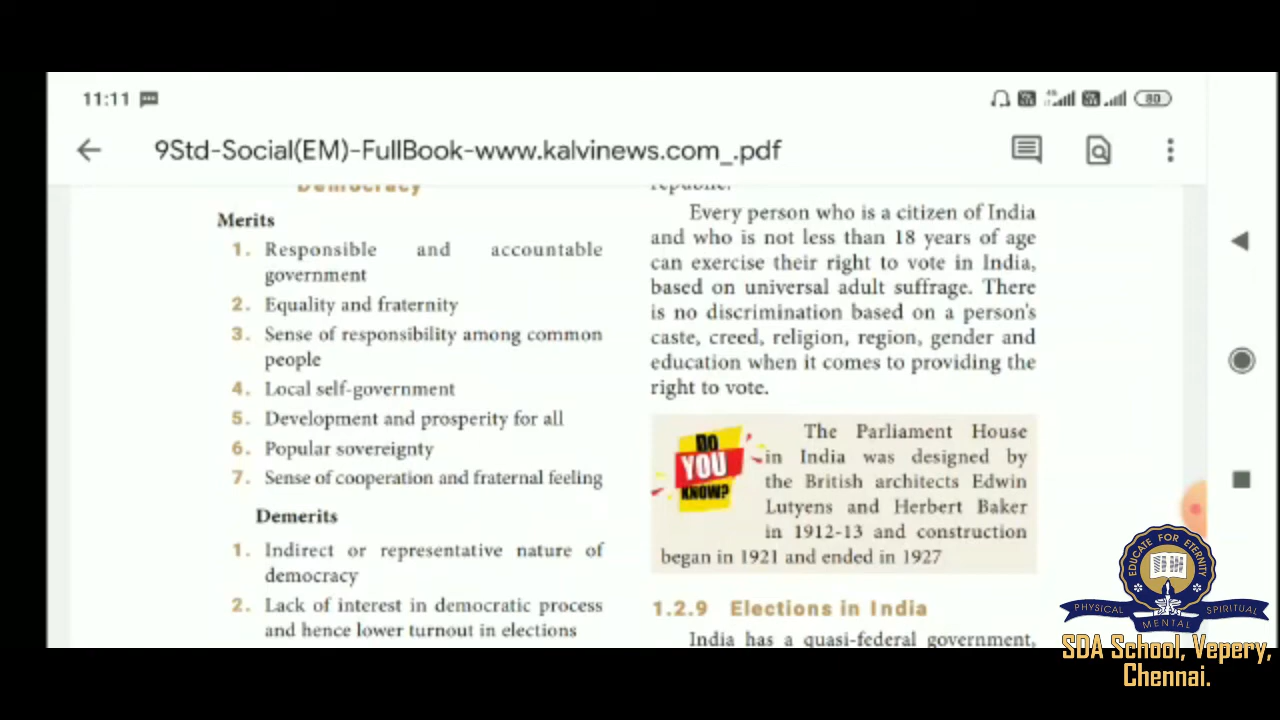 11:11
80
9Std-Social(EM)-FullBook-www.kalvinews.com_.pdf
Democracy
Merits
1. Responsible and accountable
government
2. Equality and fraternity
3. Sense of responsibility among common
people
4. Local self-government
5. Development and prosperity for all
6. Popular sovereignty
7. Sense of cooperation and fraternal feeling
Demerits
1. Indirect or representative nature of
democracy
2. Lack of interest in democratic process
and hence lower turnout in elections
republic.
Every person who is a citizen of India
and who is not less than 18 years of age
can exercise their right to vote in India,
based on universal adult suffrage. There
is no discrimination based on a person's
caste, creed, religion, region, gender and
education when it comes to providing the
right to vote.
DO
YOU
KNOW?
The Parliament House
in India was designed by
the British architects Edwin
Lutyens and Herbert Baker
in 1912-13 and construction
began in 1921 and ended in 1927
1.2.9 Elections in India
India has a quasi-federal government,
EDUCATE FOR ETERNITY
PHYSICAL
MENTAL
SPIRITUAL
SDA School, Vepery,
Chennai.